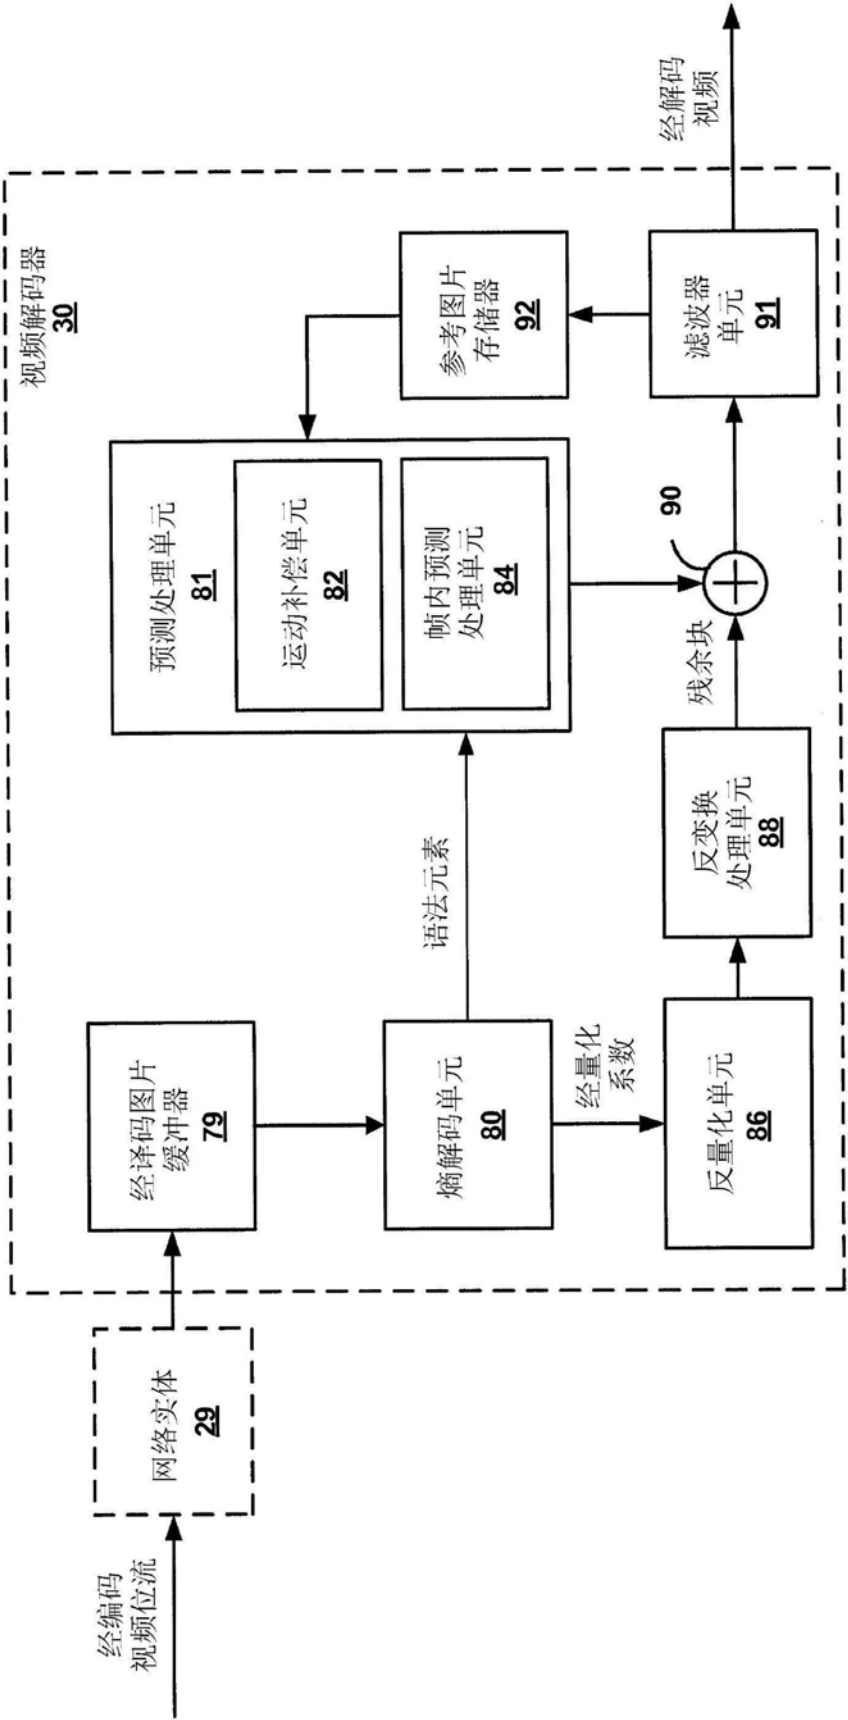 视频解码器
30
经编码
视频位流
网络实体
29
经译码图片
缓冲器
79
熵解码单元
80
语法元素
经量化
系数
反量化单元
86
反变换
处理单元
88
残余块
90
预测处理单元
81
运动补偿单元
82
帧内预测
处理单元
84
参考图片
存储器
92
滤波器
单元
91
经解码
视频